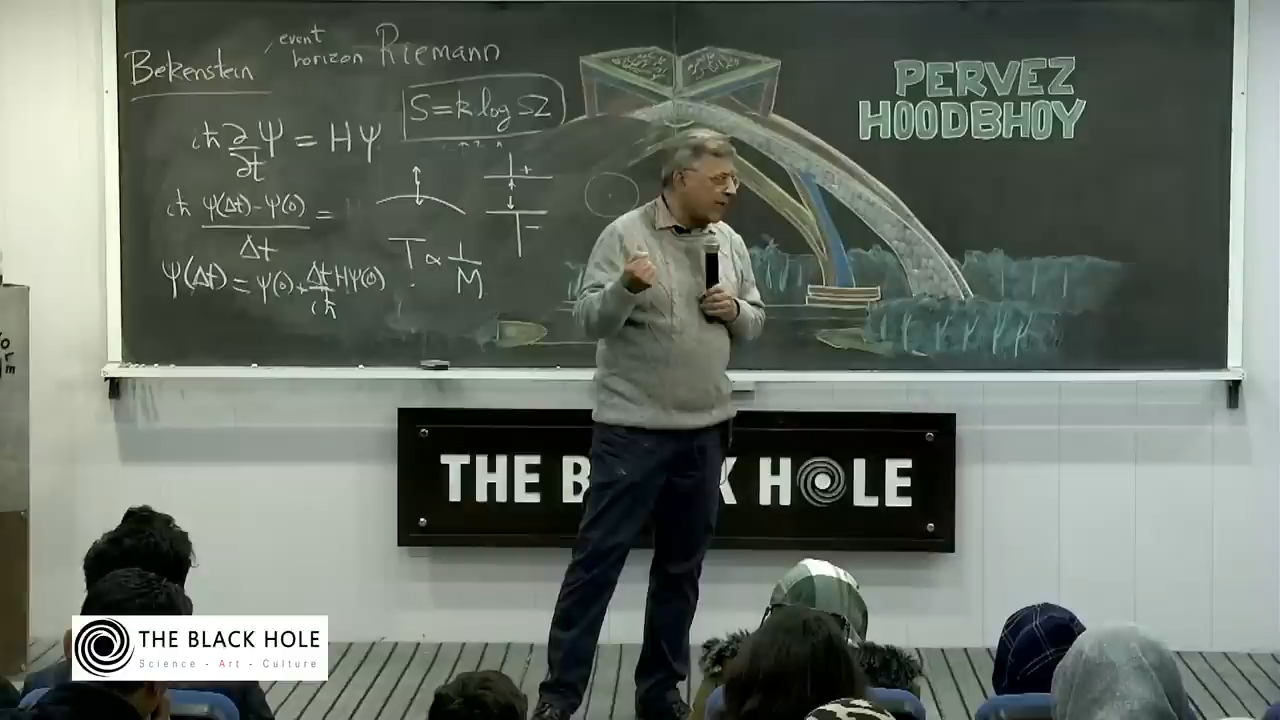 Bekenstein
event
horizon
Riemann
S = k log Ω
iħ ∂/∂t Ψ = HΨ
iħ ψ(Δt) - ψ(0) / Δt =
ψ(Δt) = ψ(0) + Δt/iħ Hψ(0)
T ∝ 1/M
+
-
PERVEZ
HOODBHOY
THE B K HOLE
OLE
THE BLACK HOLE
Science - Art - Culture